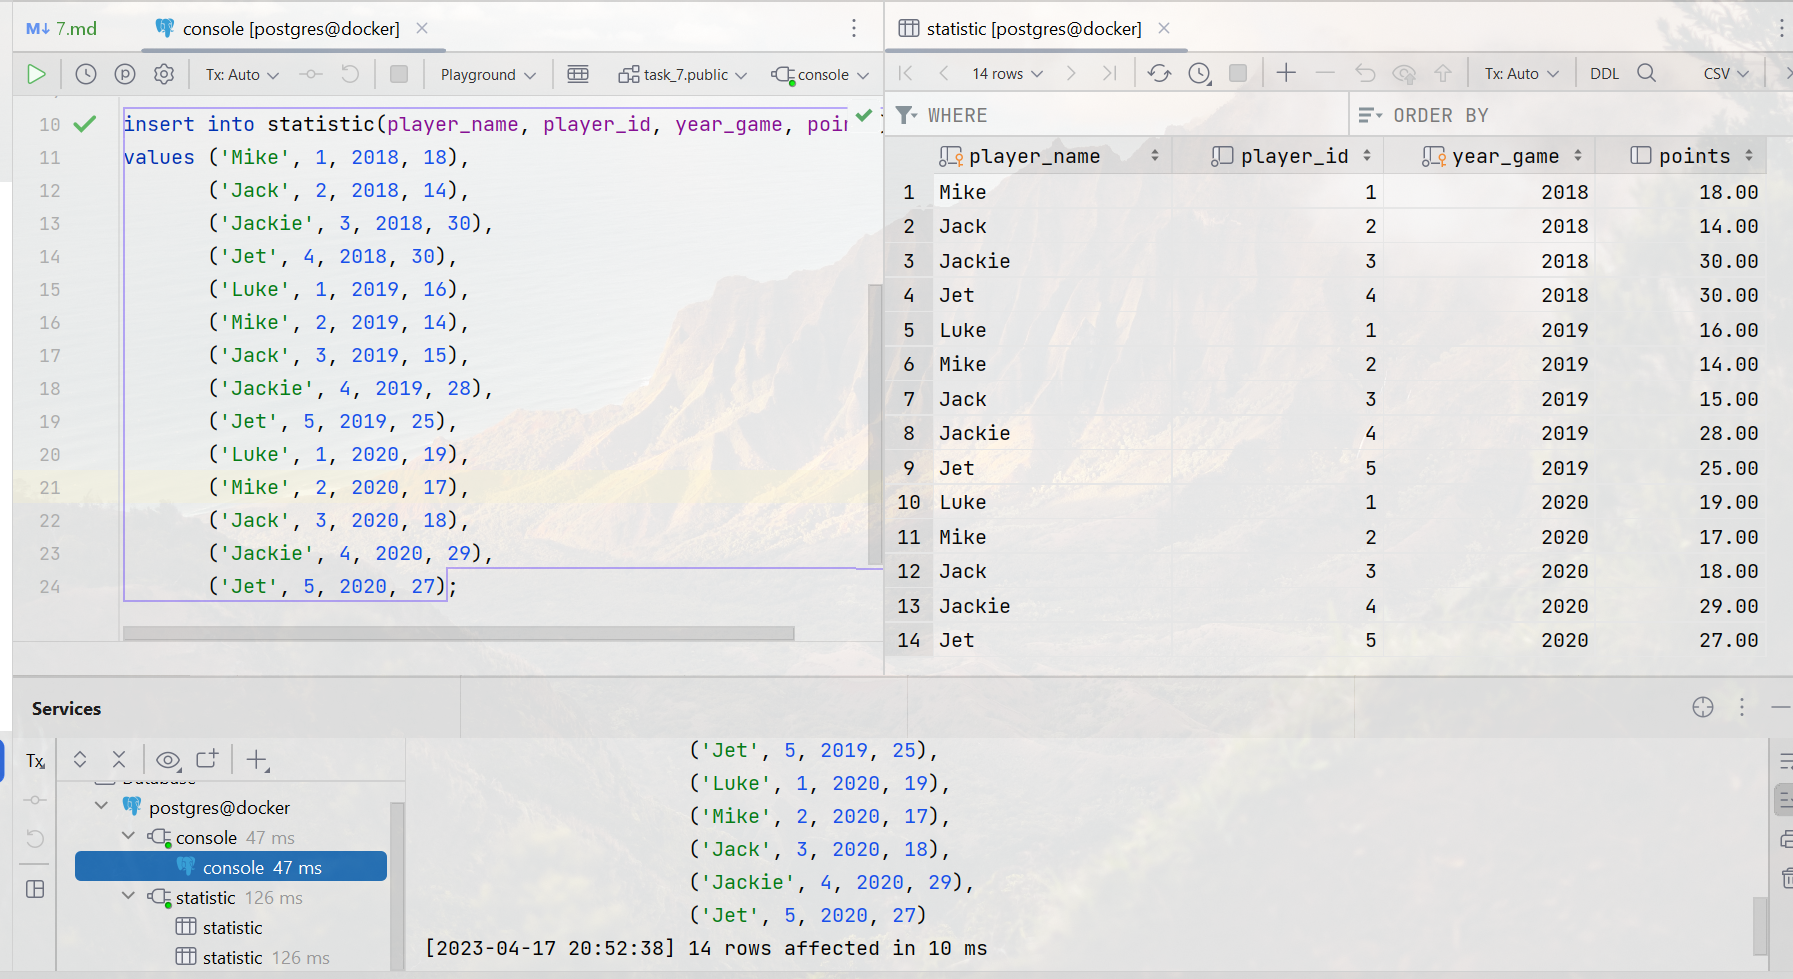 M↓ 7.md
console [postgres@docker]
statistic [postgres@docker]
Tx: Auto
Playground
task_7.public
console
14 rows
Tx: Auto
DDL
CSV
10 insert into statistic(player_name, player_id, year_game, poin
11 values ('Mike', 1, 2018, 18),
12 ('Jack', 2, 2018, 14),
13 ('Jackie', 3, 2018, 30),
14 ('Jet', 4, 2018, 30),
15 ('Luke', 1, 2019, 16),
16 ('Mike', 2, 2019, 14),
17 ('Jack', 3, 2019, 15),
18 ('Jackie', 4, 2019, 28),
19 ('Jet', 5, 2019, 25),
20 ('Luke', 1, 2020, 19),
21 ('Mike', 2, 2020, 17),
22 ('Jack', 3, 2020, 18),
23 ('Jackie', 4, 2020, 29),
24 ('Jet', 5, 2020, 27);
WHERE
ORDER BY
player_name player_id year_game points
1 Mike 1 2018 18.00
2 Jack 2 2018 14.00
3 Jackie 3 2018 30.00
4 Jet 4 2018 30.00
5 Luke 1 2019 16.00
6 Mike 2 2019 14.00
7 Jack 3 2019 15.00
8 Jackie 4 2019 28.00
9 Jet 5 2019 25.00
10 Luke 1 2020 19.00
11 Mike 2 2020 17.00
12 Jack 3 2020 18.00
13 Jackie 4 2020 29.00
14 Jet 5 2020 27.00
Services
Tx
Database
postgres@docker
console 47 ms
console 47 ms
statistic 126 ms
statistic
statistic 126 ms
('Jet', 5, 2019, 25),
('Luke', 1, 2020, 19),
('Mike', 2, 2020, 17),
('Jack', 3, 2020, 18),
('Jackie', 4, 2020, 29),
('Jet', 5, 2020, 27)
[2023-04-17 20:52:38] 14 rows affected in 10 ms